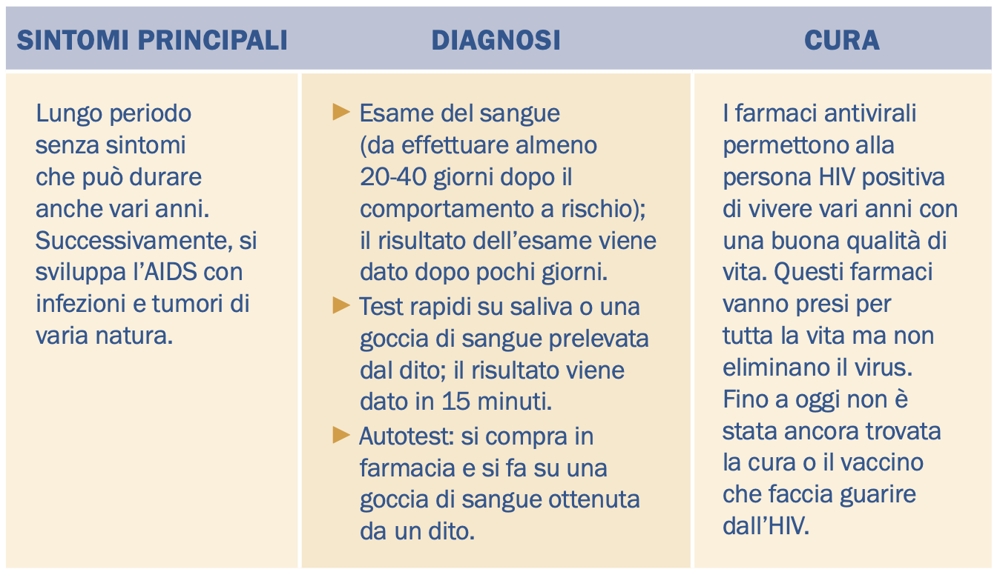 SINTOMI PRINCIPALI
DIAGNOSI
CURA
Lungo periodo
senza sintomi
che può durare
anche vari anni.
Successivamente, si
sviluppa l’AIDS con
infezioni e tumori di
varia natura.
► Esame del sangue
(da effettuare almeno
20-40 giorni dopo il
comportamento a rischio);
il risultato dell’esame viene
dato dopo pochi giorni.
► Test rapidi su saliva o una
goccia di sangue prelevata
dal dito; il risultato viene
dato in 15 minuti.
► Autotest: si compra in
farmacia e si fa su una
goccia di sangue ottenuta
da un dito.
I farmaci antivirali
permettono alla
persona HIV positiva
di vivere vari anni con
una buona qualità di
vita. Questi farmaci
vanno presi per
tutta la vita ma non
eliminano il virus.
Fino a oggi non è
stata ancora trovata
la cura o il vaccino
che faccia guarire
dall’HIV.